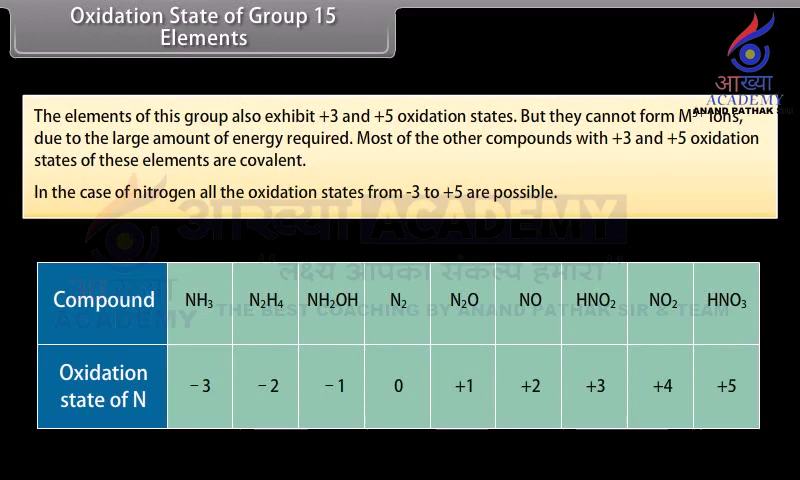 Oxidation State of Group 15
Elements
आख्या
ACADEMY
ANAND PATHAK SIR
The elements of this group also exhibit +3 and +5 oxidation states. But they cannot form M⁵⁺ ions,
due to the large amount of energy required. Most of the other compounds with +3 and +5 oxidation
states of these elements are covalent.
In the case of nitrogen all the oxidation states from -3 to +5 are possible.
आख्या ACADEMY
"लक्ष्य आपका संकल्प हमारा"
आख्या
ACADEMY
THE BEST COACHING BY ANAND PATHAK SIR & TEAM
Compound NH₃ N₂H₄ NH₂OH N₂ N₂O NO HNO₂ NO₂ HNO₃
Oxidation
state of N – 3 – 2 – 1 0 +1 +2 +3 +4 +5